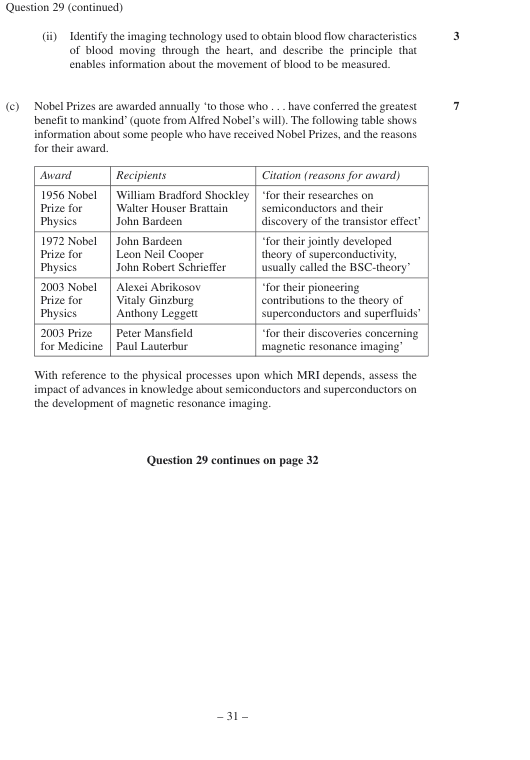 Question 29 (continued)
(ii) Identify the imaging technology used to obtain blood flow characteristics 3
of blood moving through the heart, and describe the principle that
enables information about the movement of blood to be measured.
(c) Nobel Prizes are awarded annually ‘to those who . . . have conferred the greatest 7
benefit to mankind’ (quote from Alfred Nobel’s will). The following table shows
information about some people who have received Nobel Prizes, and the reasons
for their award.
Award Recipients Citation (reasons for award)
1956 Nobel William Bradford Shockley ‘for their researches on
Prize for Walter Houser Brattain semiconductors and their
Physics John Bardeen discovery of the transistor effect’
1972 Nobel John Bardeen ‘for their jointly developed
Prize for Leon Neil Cooper theory of superconductivity,
Physics John Robert Schrieffer usually called the BSC-theory’
2003 Nobel Alexei Abrikosov ‘for their pioneering
Prize for Vitaly Ginzburg contributions to the theory of
Physics Anthony Leggett superconductors and superfluids’
2003 Prize Peter Mansfield ‘for their discoveries concerning
for Medicine Paul Lauterbur magnetic resonance imaging’
With reference to the physical processes upon which MRI depends, assess the
impact of advances in knowledge about semiconductors and superconductors on
the development of magnetic resonance imaging.
Question 29 continues on page 32
– 31 –